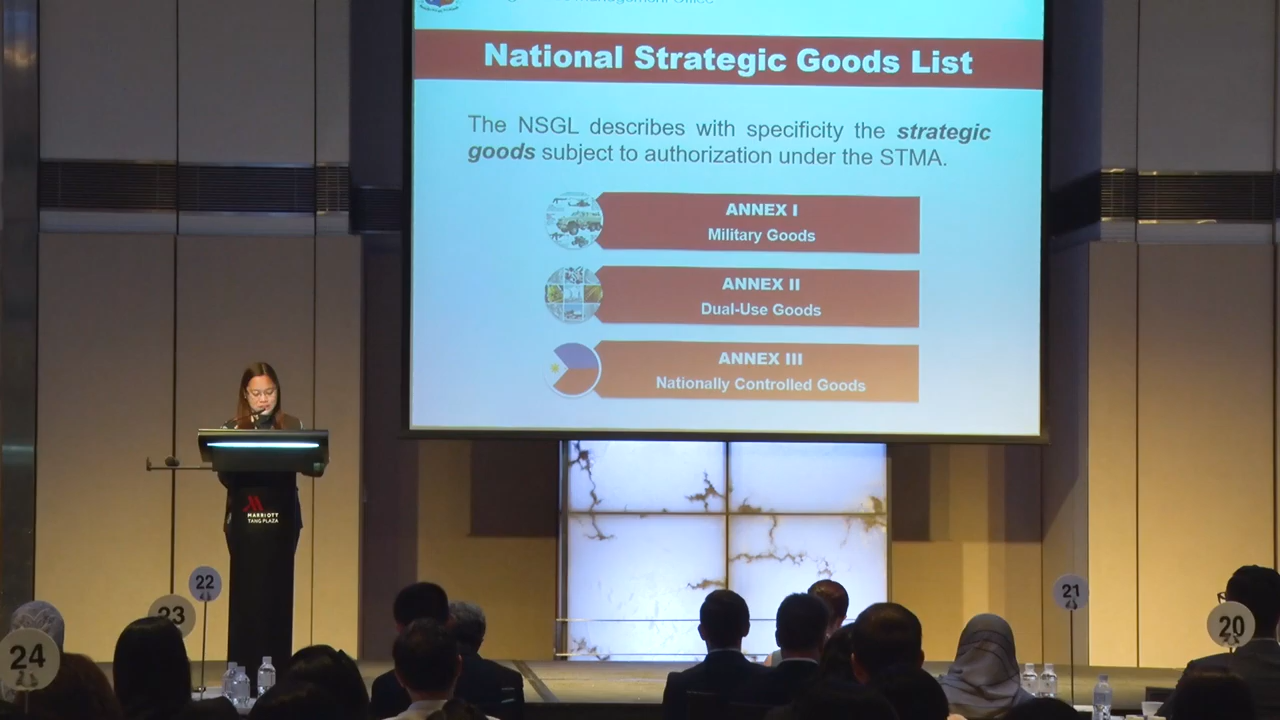 Management Office
National Strategic Goods List
The NSGL describes with specificity the strategic
goods subject to authorization under the STMA.
ANNEX I
Military Goods
ANNEX II
Dual-Use Goods
ANNEX III
Nationally Controlled Goods
MARRIOTT
TANG PLAZA
22
23
24
21
20